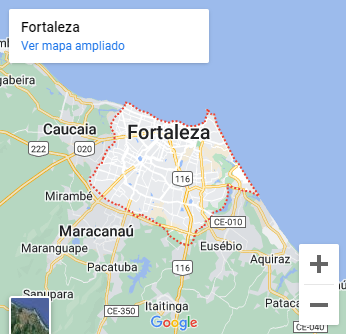 Fortaleza
Ver mapa ampliado
gabeira
Caucaia
Fortaleza
222
020
116
Mirambé
Maracanaú
CE-010
Maranguape
Eusébio
Pacatuba
Aquiraz
116
Sapupara
CE-350
Pataca
CE-040
Itaitinga
Google